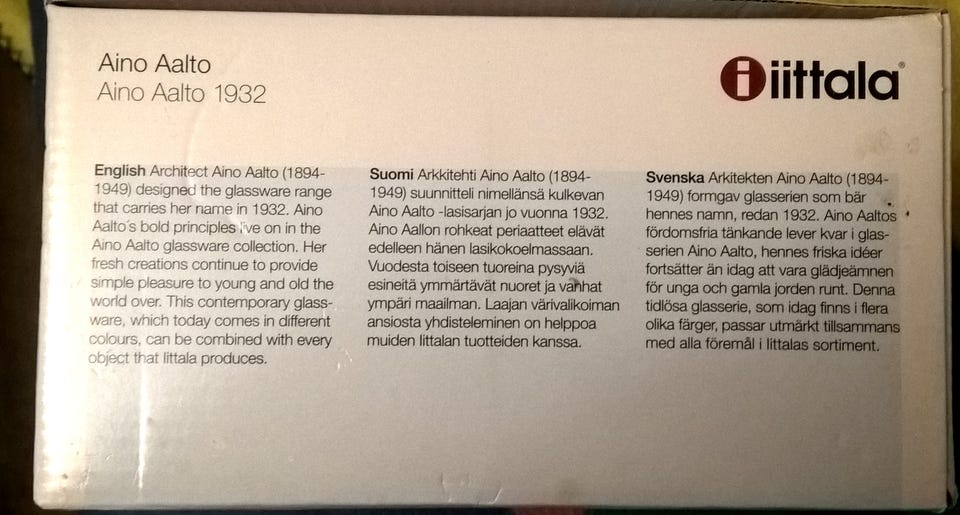 Aino Aalto
Aino Aalto 1932
i iittala®
English Architect Aino Aalto (1894-
1949) designed the glassware range
that carries her name in 1932. Aino
Aalto´s bold principles live on in the
Aino Aalto glassware collection. Her
fresh creations continue to provide
simple pleasure to young and old the
world over. This contemporary glass-
ware, which today comes in different
colours, can be combined with every
object that Iittala produces.
Suomi Arkkitehti Aino Aalto (1894-
1949) suunnitteli nimellänsä kulkevan
Aino Aalto -lasisarjan jo vuonna 1932.
Aino Aallon rohkeat periaatteet elävät
edelleen hänen lasikokoelmassaan.
Vuodesta toiseen tuoreina pysyviä
esineitä ymmärtävät nuoret ja vanhat
ympäri maailman. Laajan värivalikoiman
ansiosta yhdisteleminen on helppoa
muiden Iittalan tuotteiden kanssa.
Svenska Arkitekten Aino Aalto (1894-
1949) formgav glasserien som bär
hennes namn, redan 1932. Aino Aaltos
fördomsfria tänkande lever kvar i glas-
serien Aino Aalto, hennes friska idéer
fortsätter än idag att vara glädjeämnen
för unga och gamla jorden runt. Denna
tidlösa glasserie, som idag finns i flera
olika färger, passar utmärkt tillsammans
med alla föremål i Iittalas sortiment.